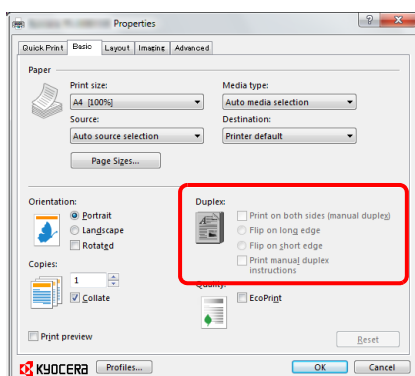 Properties
Quick Print Basic Layout Imaging Advanced
Paper
Print size:
A4 [100%]
Source:
Auto source selection
Page Sizes...
Media type:
Auto media selection
Destination:
Printer default
Orientation:
Portrait
Landscape
Rotated
Copies:
1
Collate
Duplex:
Print on both sides (manual duplex)
Flip on long edge
Flip on short edge
Print manual duplex
instructions
Quality:
EcoPrint
Print preview
Reset
KYOCERA Profiles... OK Cancel